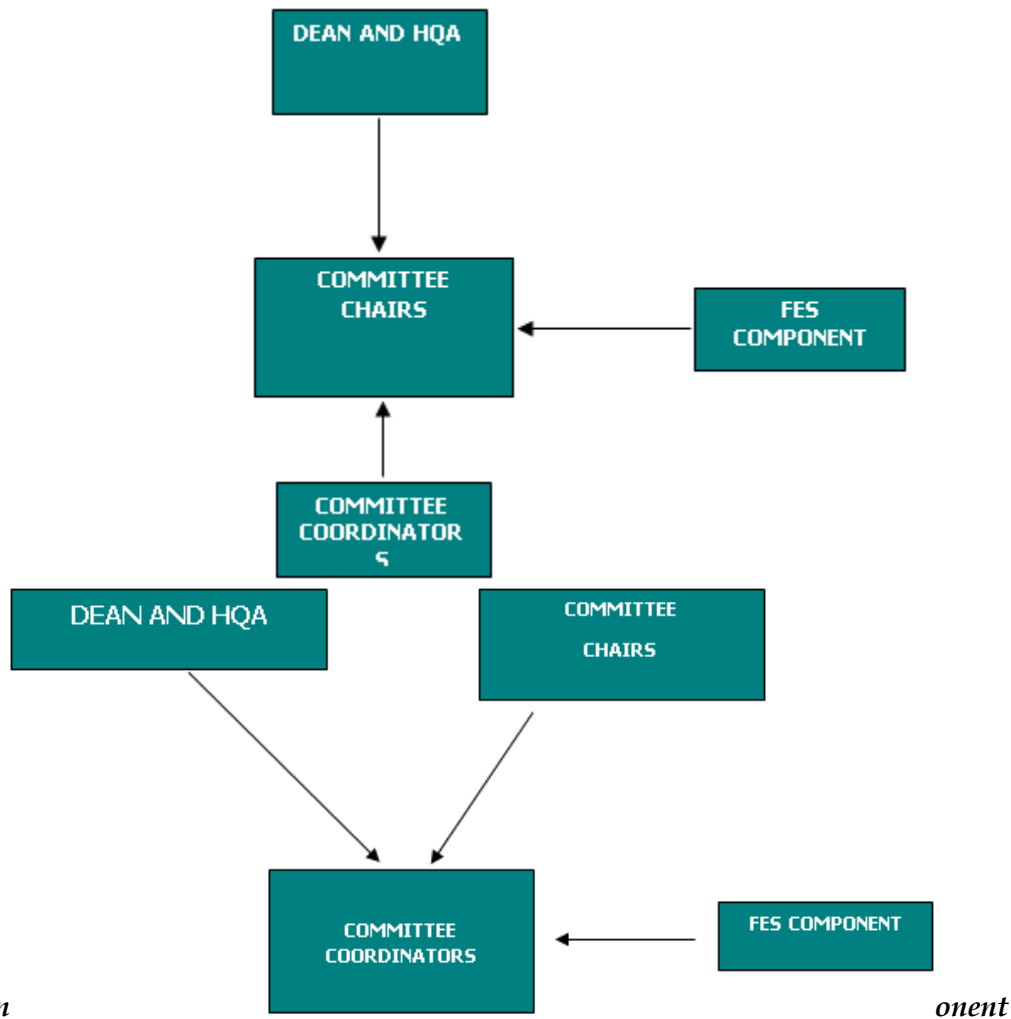 DEAN AND HQA
COMMITTEE
CHAIRS
FES
COMPONENT
COMMITTEE
COORDINATOR
S
DEAN AND HQA
COMMITTEE
CHAIRS
COMMITTEE
COORDINATORS
FES COMPONENT
n
onent